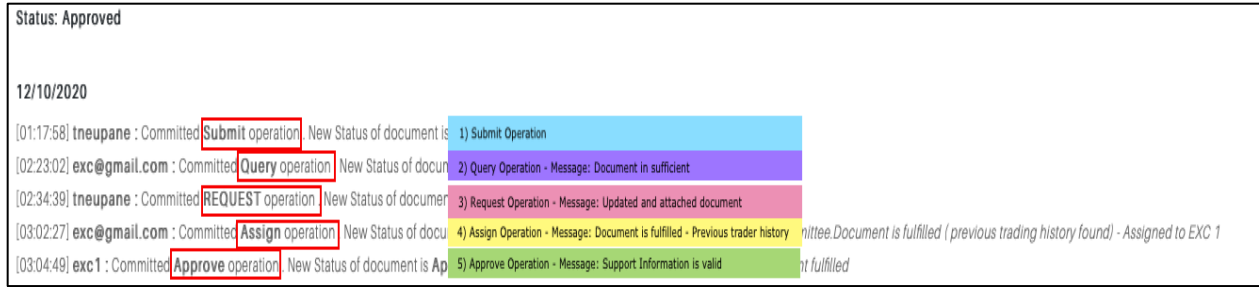 Status: Approved
12/10/2020
[01:17:58] tneupane : Committed Submit operation . New Status of document is 1) Submit Operation
[02:23:02] exc@gmail.com : Committed Query operation . New Status of docum 2) Query Operation - Message: Document in sufficient
[02:34:39] tneupane : Committed REQUEST operation . New Status of documen 3) Request Operation - Message: Updated and attached document
[03:02:27] exc@gmail.com : Committed Assign operation . New Status of docu 4) Assign Operation - Message: Document is fulfilled - Previous trader history mittee.Document is fulfilled ( previous trading history found) - Assigned to EXC 1
[03:04:49] exc1 : Committed Approve operation . New Status of document is Ap 5) Approve Operation - Message: Support Information is valid nt fulfilled